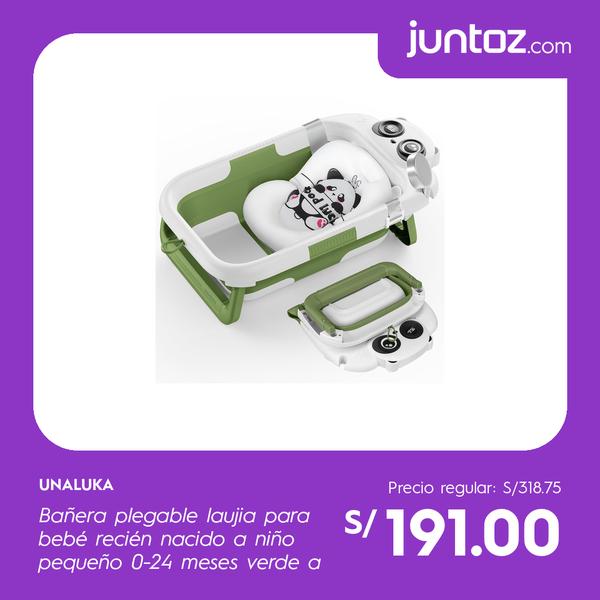 juntoz.com
UNALUKA
Bañera plegable laujia para
bebé recién nacido a niño
pequeño 0-24 meses verde a
Precio regular: S/318.75
S/191.00